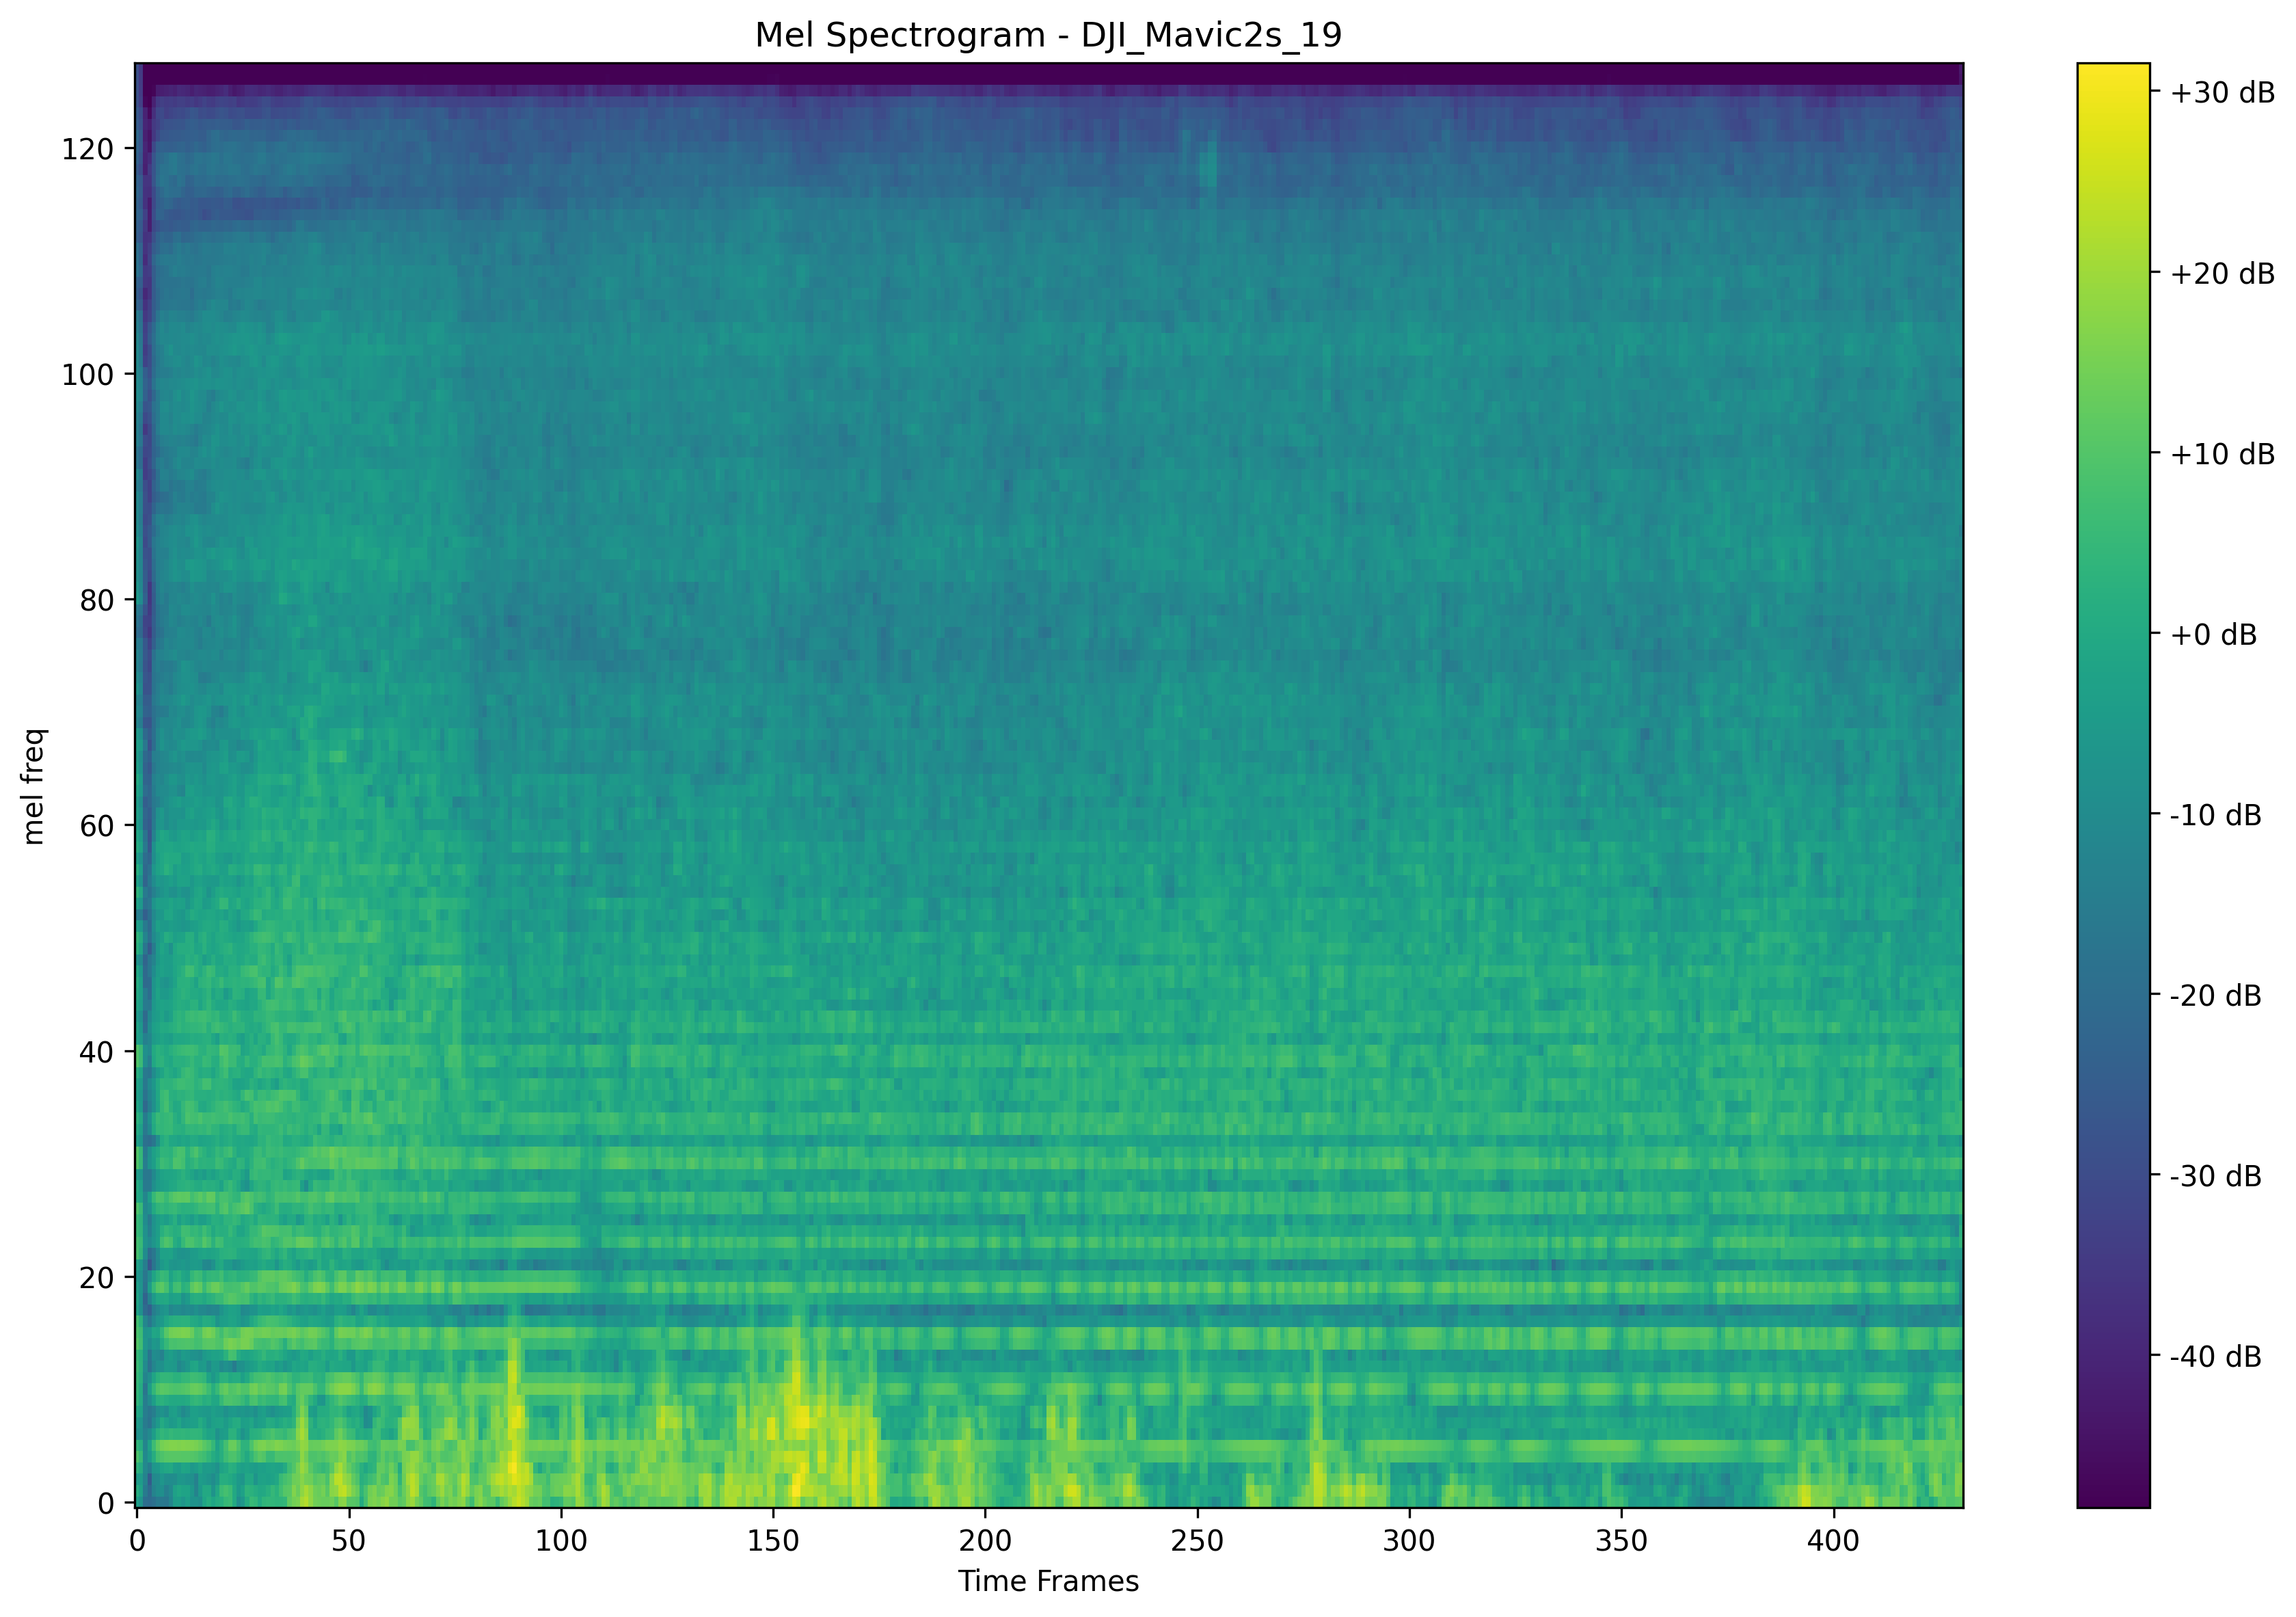 Mel Spectrogram - DJI_Mavic2s_19
mel freq
120
100
80
60
40
20
0
0 50 100 150 200 250 300 350 400
Time Frames
+30 dB
+20 dB
+10 dB
+0 dB
-10 dB
-20 dB
-30 dB
-40 dB